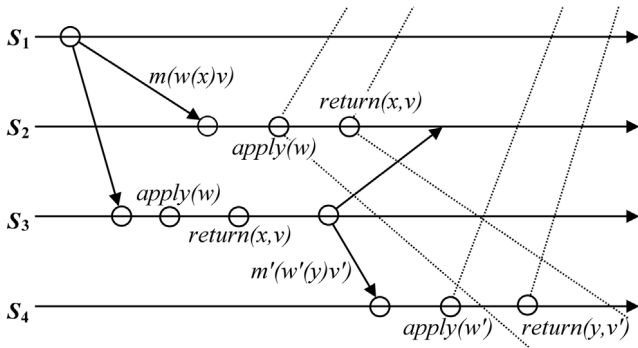 S1
m(w(x)v)
return(x,v)
S2
apply(w)
apply(w)
S3
return(x,v)
m'(w'(y)v')
S4
apply(w')
return(y,v')